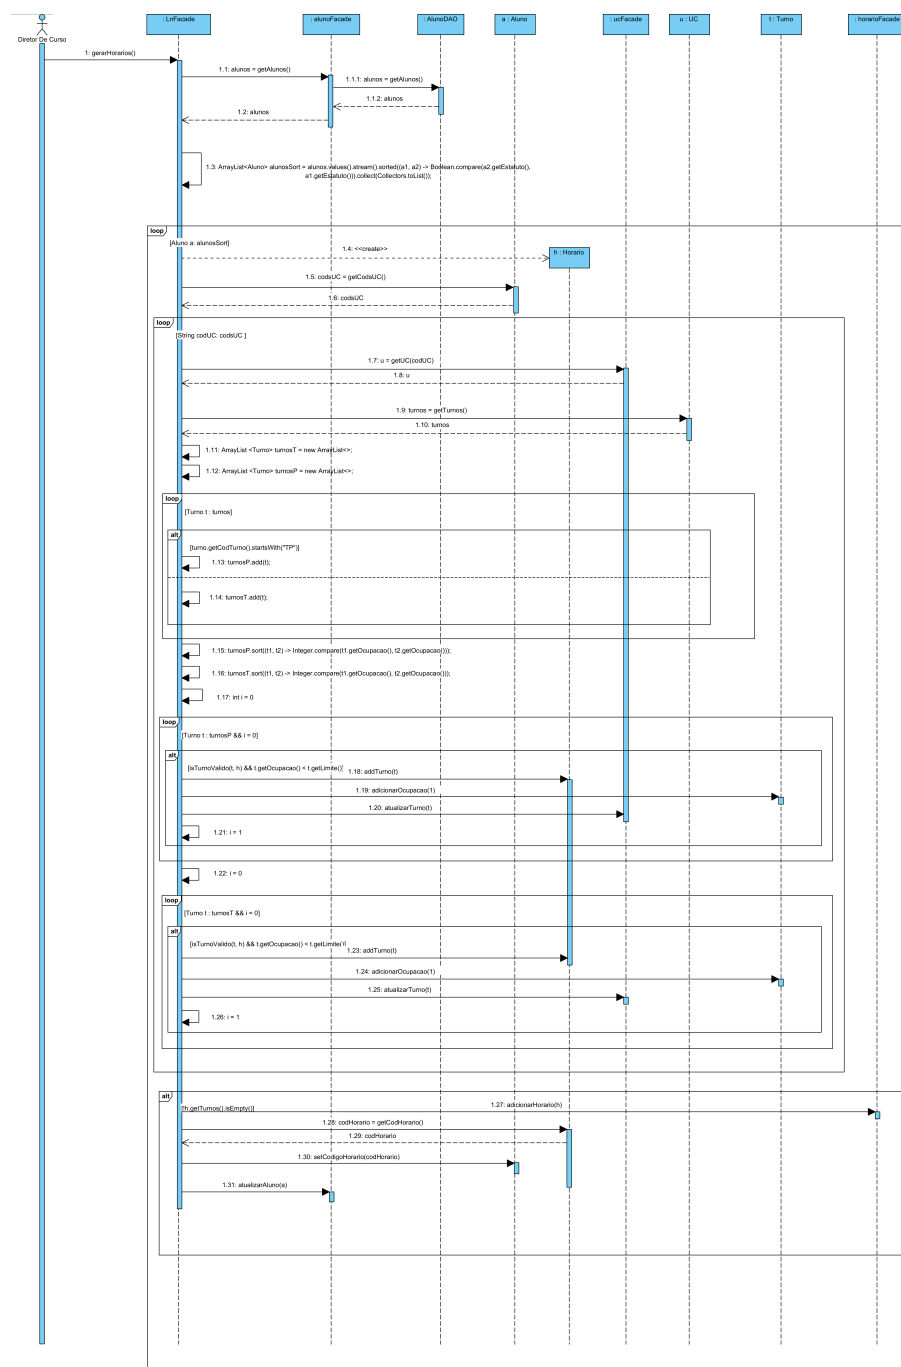 : LnFacade
: alunoFacade
: AlunoDAO
a : Aluno
: ucFacade
u : UC
t : Turno
: horarioFacade
Diretor De Curso
1: gerarHorarios()
1.1: alunos = getAlunos()
1.1.1: alunos = getAlunos()
1.1.2: alunos
1.2: alunos
1.3: ArrayList<Aluno> alunosSort = alunos.values().stream().sorted((a1, a2) -> Boolean.compare(a2.getEstatuto(),
a1.getEstatuto())).collect(Collectors.toList());
loop
[Aluno a: alunosSort]
1.4: <<create>>
h : Horario
1.5: codsUC = getCodsUC()
1.6: codsUC
loop
[String codUC: codsUC ]
1.7: u = getUC(codUC)
1.8: u
1.9: turnos = getTurnos()
1.10: turnos
1.11: ArrayList <Turno> turnosT = new ArrayList<>;
1.12: ArrayList <Turno> turnosP = new ArrayList<>;
loop
[Turno t : turnos]
alt
[turno.getCodTurno().startsWith("TP")]
1.13: turnosP.add(t);
1.14: turnosT.add(t);
1.15: turnosP.sort((t1, t2) -> Integer.compare(t1.getOcupacao(), t2.getOcupacao()));
1.16: turnosT.sort((t1, t2) -> Integer.compare(t1.getOcupacao(), t2.getOcupacao()));
1.17: int i = 0
loop
[Turno t : turnosP && i = 0]
alt
[isTurnoValido(t, h) && t.getOcupacao() < t.getLimite()]
1.18: addTurno(t)
1.19: adicionarOcupacao(1)
1.20: atualizarTurno(t)
1.21: i = 1
1.22: i = 0
loop
[Turno t : turnosT && i = 0]
alt
[isTurnoValido(t, h) && t.getOcupacao() < t.getLimite()]
1.23: addTurno(t)
1.24: adicionarOcupacao(1)
1.25: atualizarTurno(t)
1.26: i = 1
alt
[!h.getTurnos().isEmpty()]
1.27: adicionarHorario(h)
1.28: codHorario = getCodHorario()
1.29: codHorario
1.30: setCodigoHorario(codHorario)
1.31: atualizarAluno(a)